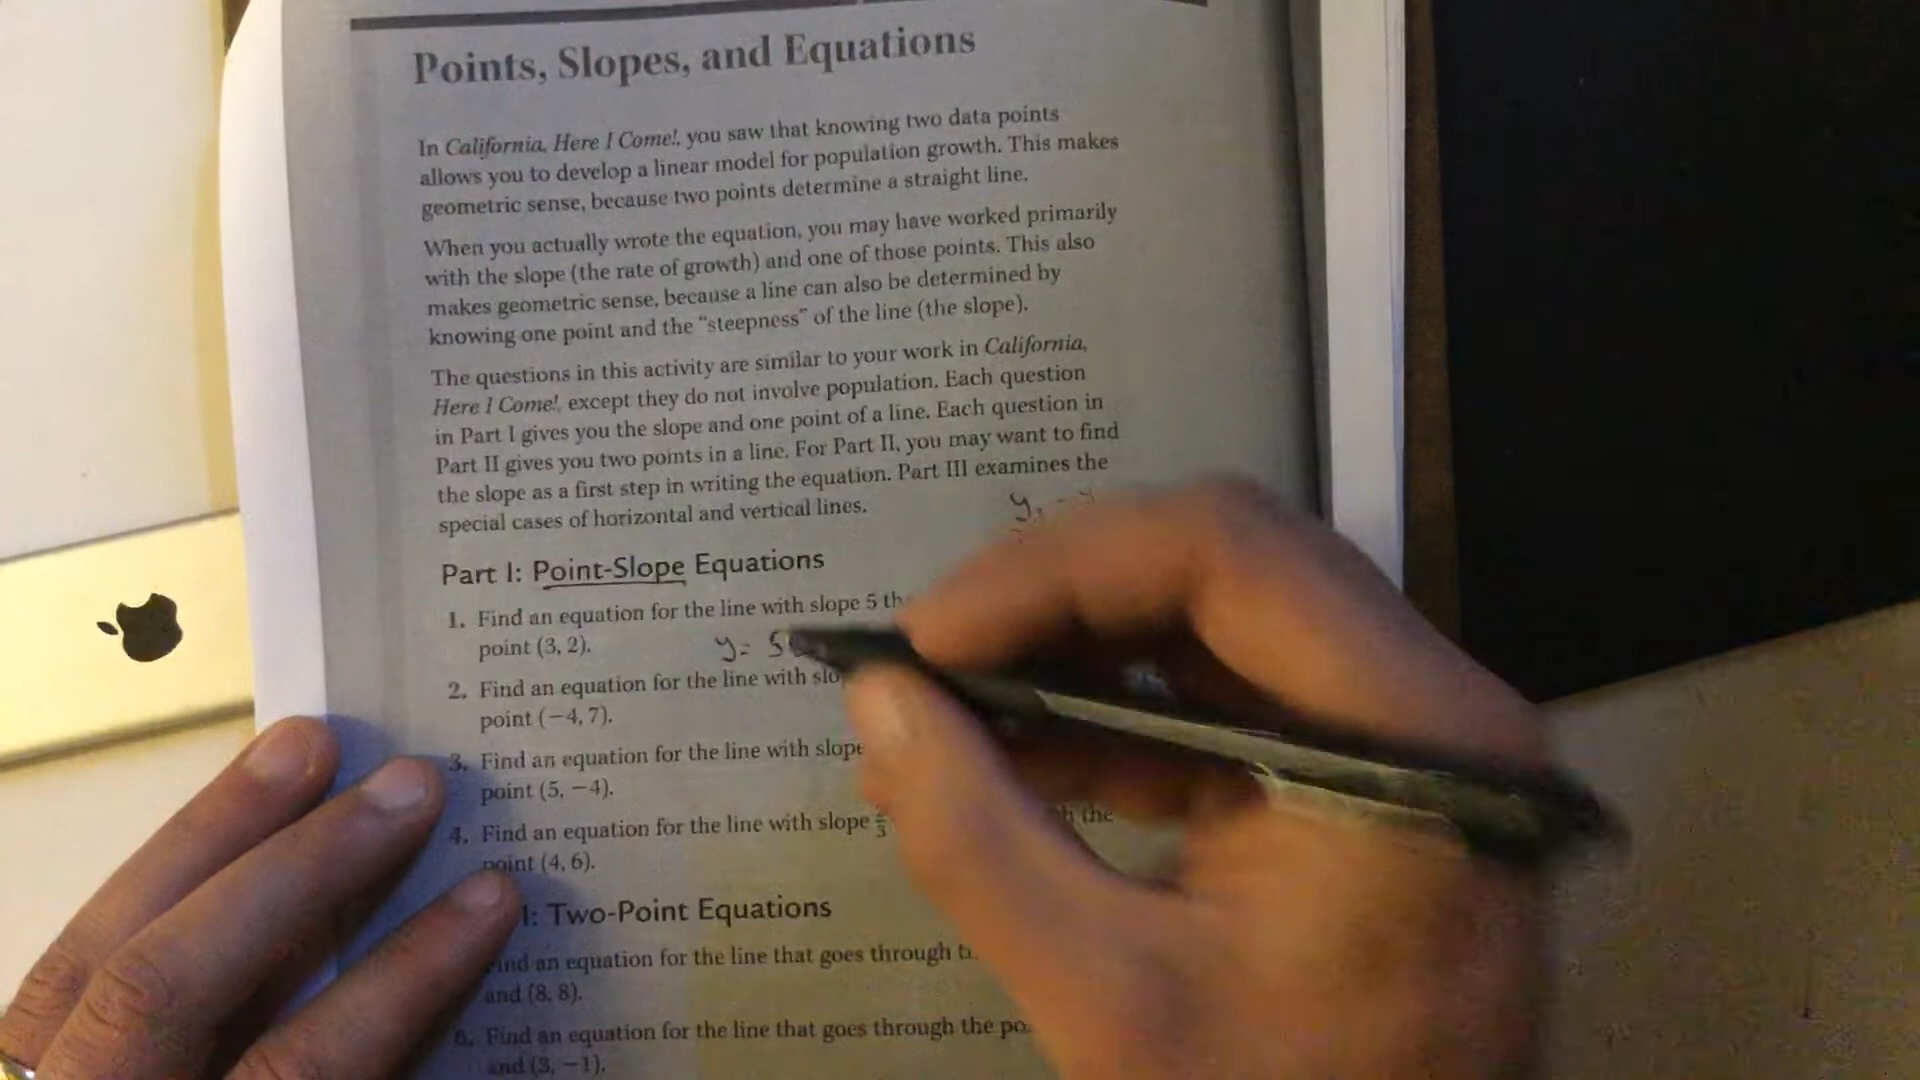 Points, Slopes, and Equations
In California, Here I Come!, you saw that knowing two data points
allows you to develop a linear model for population growth. This makes
geometric sense, because two points determine a straight line.
When you actually wrote the equation, you may have worked primarily
with the slope (the rate of growth) and one of those points. This also
makes geometric sense, because a line can also be determined by
knowing one point and the “steepness” of the line (the slope).
The questions in this activity are similar to your work in California,
Here I Come!, except they do not involve population. Each question
in Part I gives you the slope and one point of a line. Each question in
Part II gives you two points in a line. For Part II, you may want to find
the slope as a first step in writing the equation. Part III examines the
special cases of horizontal and vertical lines.
y₁ - y
Part I: Point-Slope Equations
1. Find an equation for the line with slope 5
point (3, 2). y = 5(
2. Find an equation for the line with
point (−4, 7).
3. Find an equation for the line with slope
point (5, −4).
4. Find an equation for the line with slope the
point (4, 6).
I: Two-Point Equations
Find an equation for the line that goes through
and (8, 8).
6. Find an equation for the line that goes through the
and (3, −1).